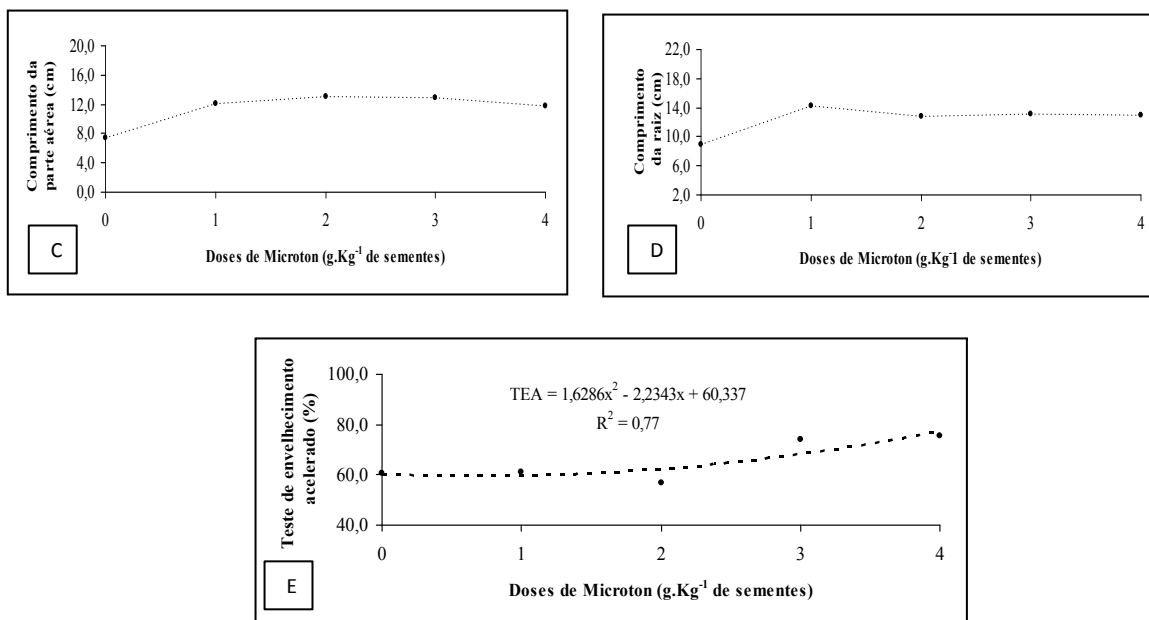 Comprimento da
parte aérea (cm)
20,0
16,0
12,0
8,0
4,0
0,0
0 1 2 3 4
Doses de Microton (g.Kg⁻¹ de sementes)
C
Comprimento
da raiz (cm)
22,0
18,0
14,0
10,0
6,0
2,0
0 1 2 3 4
Doses de Microton (g.Kg⁻1 de sementes)
D
Teste de envelhecimento
acelerado (%)
100,0
80,0
60,0
40,0
TEA = 1,6286x² - 2,2343x + 60,337
R² = 0,77
0 1 2 3 4
Doses de Microton (g.Kg⁻¹ de sementes)
E